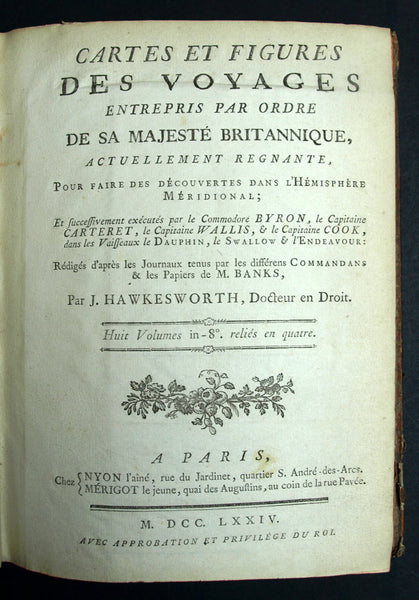 CARTES ET FIGURES
DES VOYAGES
ENTREPRIS PAR ORDRE
DE SA MAJESTÉ BRITANNIQUE,
ACTUELLEMENT REGNANTE,
POUR FAIRE DES DÉCOUVERTES DANS L'HÉMISPHÈRE
MÉRIDIONAL;
Et successivement exécutés par le Commodore BYRON, le Capitaine
CARTERET, le Capitaine WALLIS, & le Capitaine COOK,
dans les Vaisseaux le DAUPHIN, le SWALLOW & l'ENDEAVOUR:
Rédigés d'après les Journaux tenus par les différens COMMANDANS
& les Papiers de M. BANKS,
PAR J. HAWKESWORTH, DOCTEUR EN DROIT.
Huit Volumes in-8°. reliés en quatre.
A PARIS,
Chez { NYON l'aîné, rue du Jardinet, quartier S. André-des-Arcs.
MÉRIGOT le jeune, quai des Augustins, au coin de la rue Pavée.
M. DCC. LXXIV.
AVEC APPROBATION ET PRIVILÉGE DU ROI.